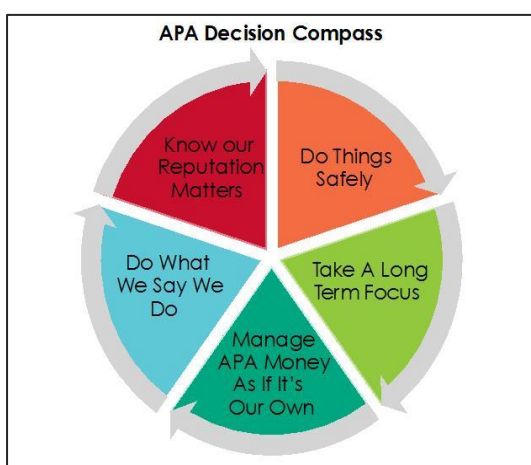 APA Decision Compass
Know our
Reputation
Matters
Do Things
Safely
Take A Long
Term Focus
Manage
APA Money
As If It's
Our Own
Do What
We Say We
Do